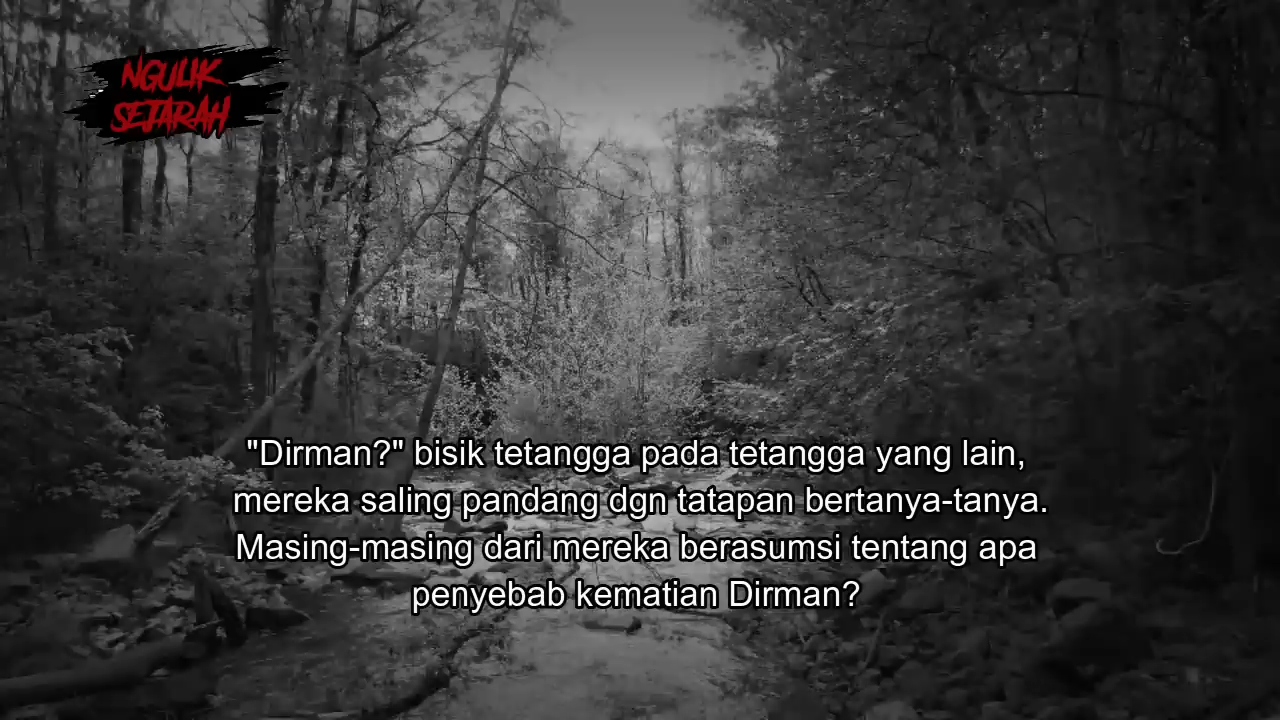 NGULIK
SEJARAH
"Dirman?" bisik tetangga pada tetangga yang lain,
mereka saling pandang dgn tatapan bertanya-tanya.
Masing-masing dari mereka berasumsi tentang apa
penyebab kematian Dirman?